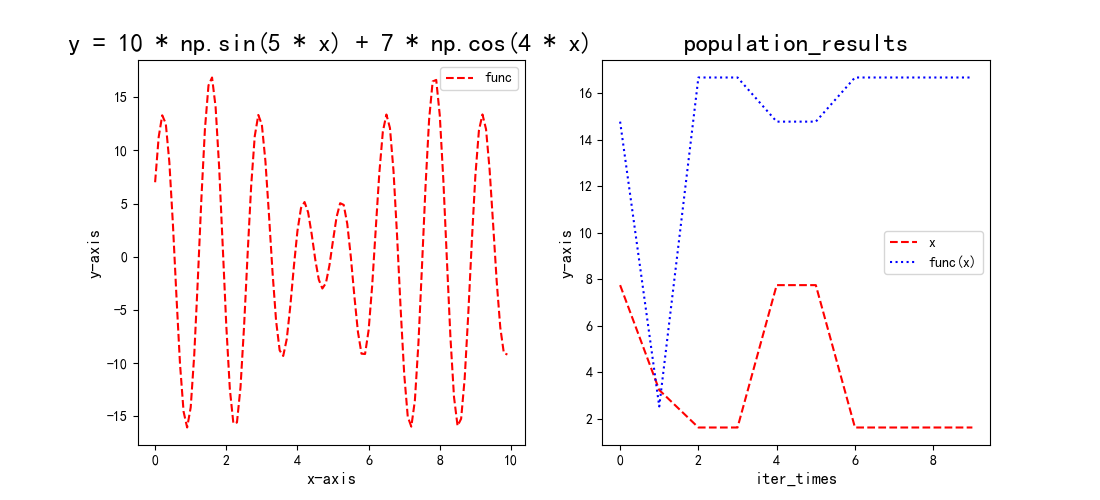 y = 10 * np.sin(5 * x) + 7 * np.cos(4 * x)
func
15
10
5
0
−5
−10
−15
y-axis
0 2 4 6 8 10
x-axis
population_results
16
14
12
10
8
6
4
2
y-axis
x
func(x)
0 2 4 6 8
iter_times